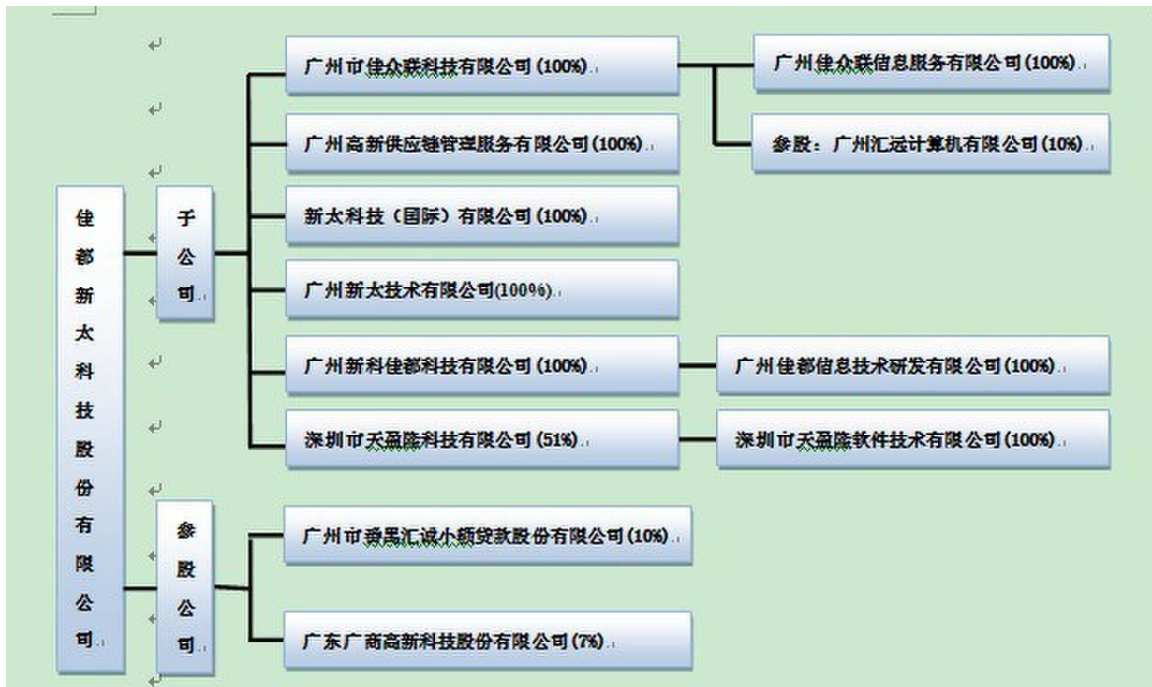 佳都新太科技股份有限公司
子公司
广州市佳众联科技有限公司(100%)
广州佳众联信息服务有限公司(100%)
参股：广州汇远计算机有限公司(10%)
广州高新供应链管理服务有限公司(100%)
新太科技（国际）有限公司(100%)
广州新太技术有限公司(100%)
广州新科佳都科技有限公司(100%)
广州佳都信息技术研发有限公司(100%)
深圳市天盈隆科技有限公司(51%)
深圳市天盈隆软件技术有限公司(100%)
参股公司
广州市番禺汇诚小额贷款股份有限公司(10%)
广东广商高新科技股份有限公司(7%)